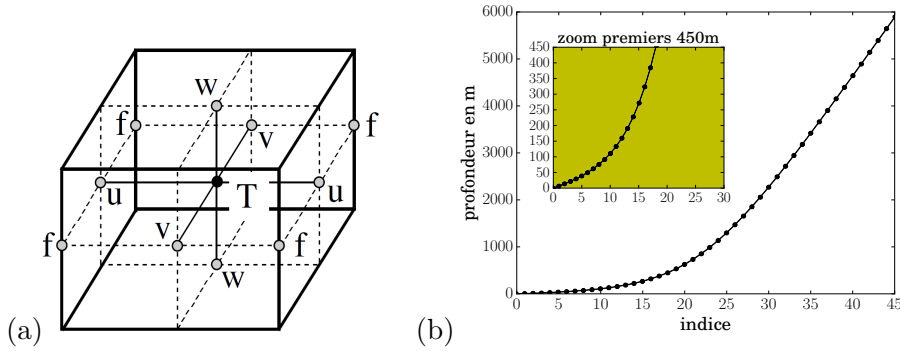 w
f
v
f
u
T
u
f
v
f
w
(a)
zoom premiers 450m
450
400
350
300
250
200
150
100
50
0
0 5 10 15 20 25 30
6000
5000
4000
3000
2000
1000
0
profondeur en m
0 5 10 15 20 25 30 35 40 45
indice
(b)